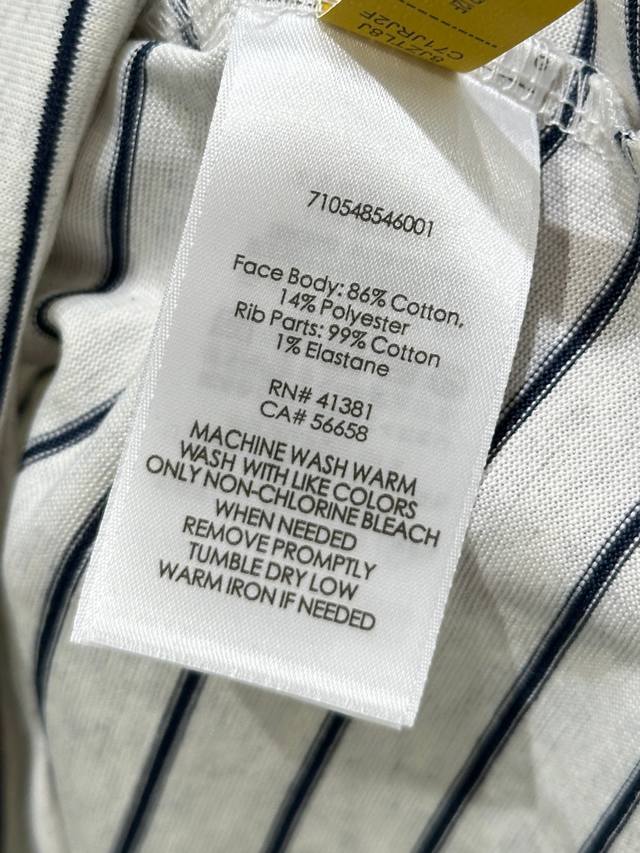 8JZTL8J
C71JRJ2F
710548546001
Face Body: 86% Cotton,
14% Polyester
Rib Parts: 99% Cotton
1% Elastane
RN# 41381
CA# 56658
MACHINE WASH WARM
WASH WITH LIKE COLORS
ONLY NON-CHLORINE BLEACH
WHEN NEEDED
REMOVE PROMPTLY
TUMBLE DRY LOW
WARM IRON IF NEEDED